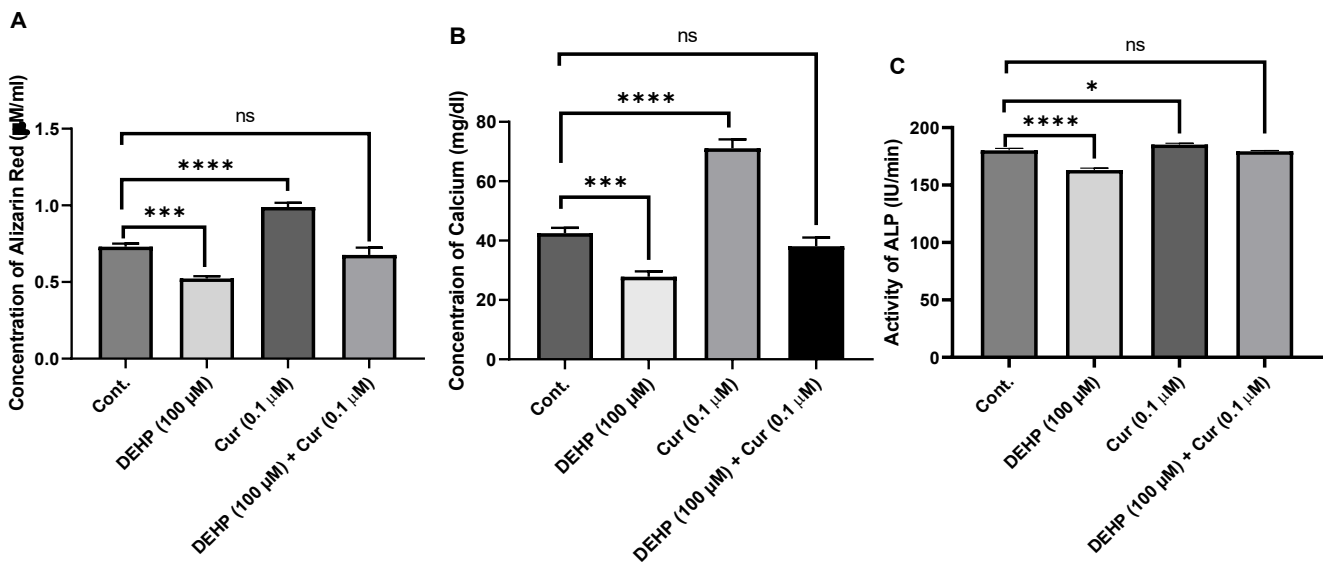 A
Concentration of Alizarin Red (µM/ml)
1.5
1.0
0.5
0.0
ns
****
***
Cont.
DEHP (100 µM)
Cur (0.1 µM)
DEHP (100 µM) + Cur (0.1 µM)
B
Concentraion of Calcium (mg/dl)
80
60
40
20
0
ns
****
***
Cont.
DEHP (100 µM)
Cur (0.1 µM)
DEHP (100 µM) + Cur (0.1 µM)
C
Activity of ALP (IU/min)
200
150
100
50
0
ns
*
****
Cont.
DEHP (100 µM)
Cur (0.1 µM)
DEHP (100 µM) + Cur (0.1 µM)